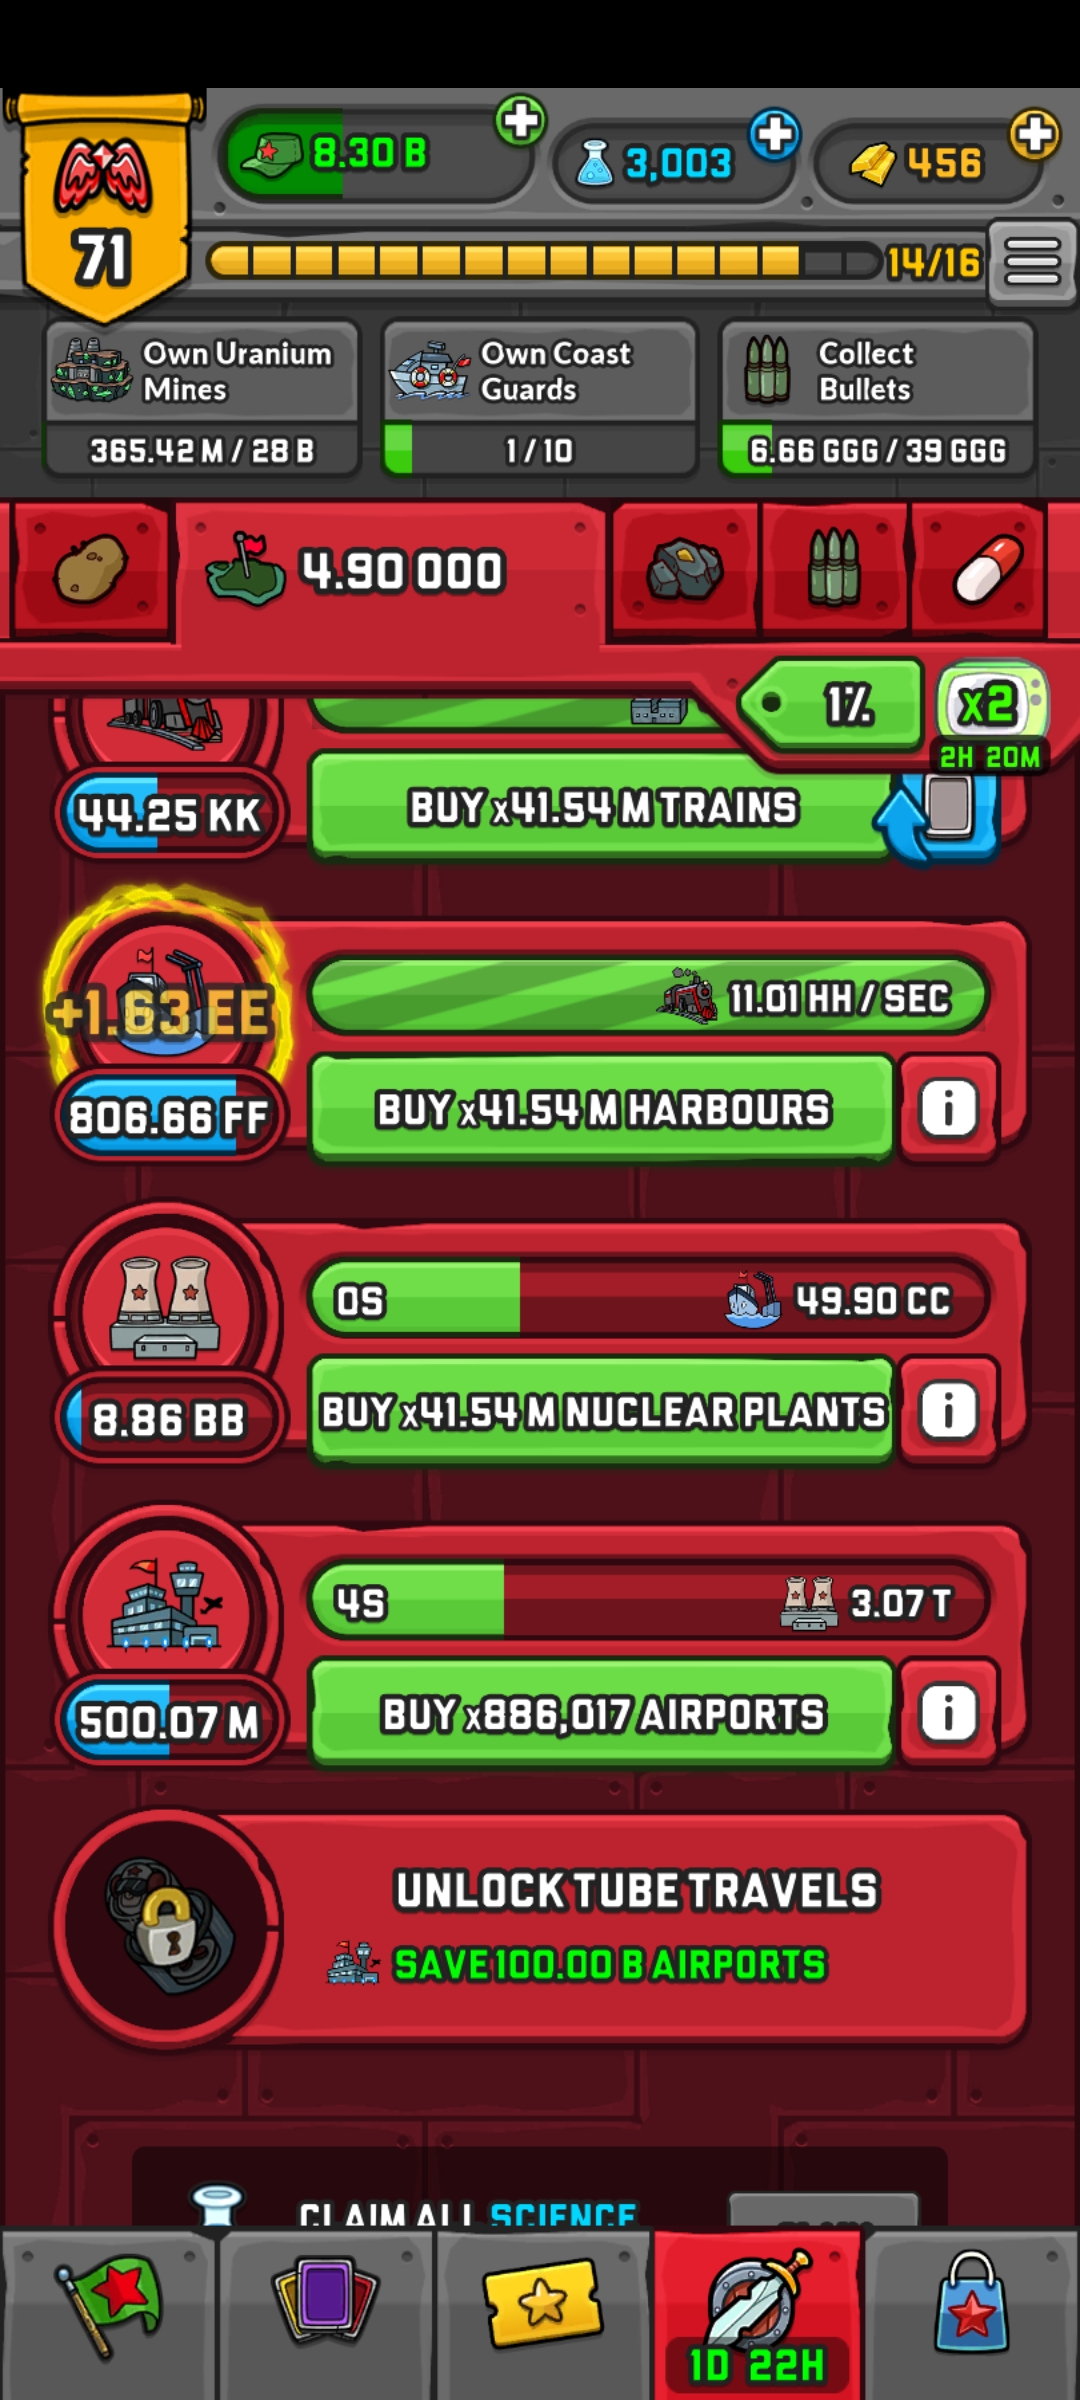 8.30 B
3,003
456
71
14/16
Own Uranium
Mines
365.42 M / 28 B
Own Coast
Guards
1 / 10
Collect
Bullets
6.66 GGG / 39 GGG
4.90 OOO
1%
x2
2H 20M
44.25 KK
BUY x41.54 M TRAINS
+1.63 EE
11.01 HH / SEC
806.66 FF
BUY x41.54 M HARBOURS
i
0S
49.90 CC
8.86 BB
BUY x41.54 M NUCLEAR PLANTS
i
4S
3.07 T
500.07 M
BUY x886,017 AIRPORTS
i
UNLOCK TUBE TRAVELS
SAVE 100.00 B AIRPORTS
CLAIM ALL SCIENCE
1D 22H